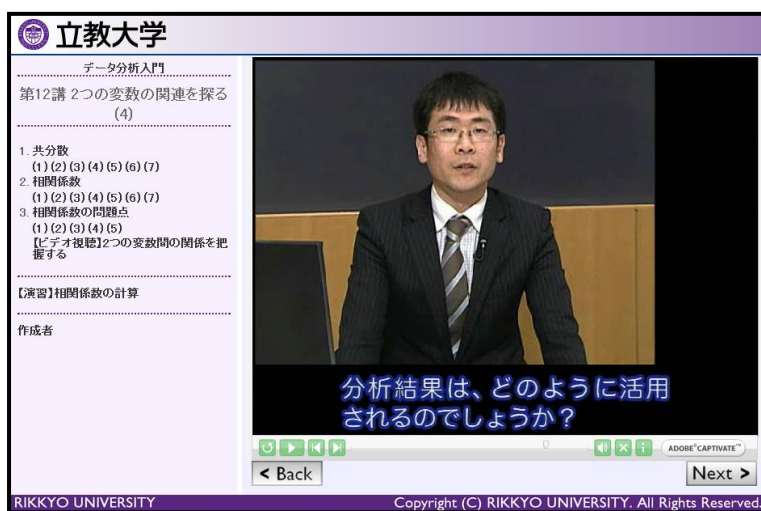 立教大学
データ分析入門
第12講 2つの変数の関連を探る
(4)
1. 共分散
(1) (2) (3) (4) (5) (6) (7)
2. 相関係数
(1) (2) (3) (4) (5) (6) (7)
3. 相関係数の問題点
(1) (2) (3) (4) (5)
【ビデオ視聴】2つの変数間の関係を把
握する
【演習】相関係数の計算
作成者
分析結果は、どのように活用
されるのでしょうか？
ADOBE® CAPTIVATE™
< Back
Next >
RIKKYO UNIVERSITY
Copyright (C) RIKKYO UNIVERSITY. All Rights Reserved.